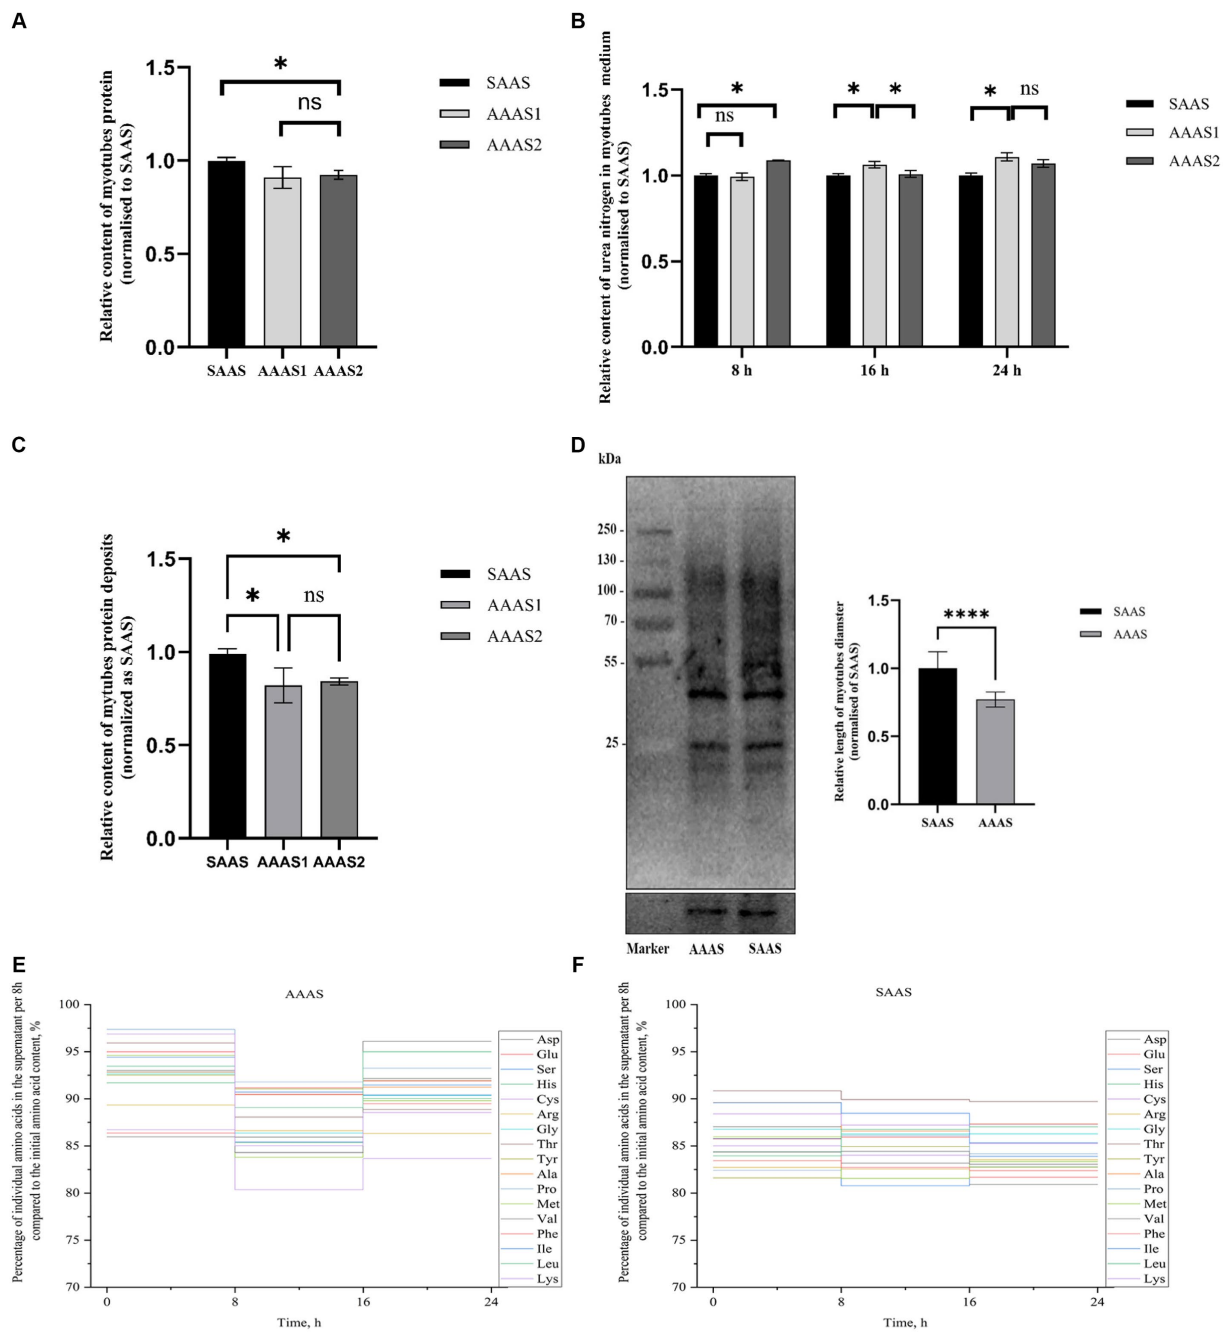 A
Relative content of myotubes protein
(normalised to SAAS)
1.5
1.0
0.5
0.0
*
ns
SAAS
AAAS1
AAAS2
SAAS AAAS1 AAAS2
B
Relative content of urea nitrogen in myotubes medium
(normalised to SAAS)
1.5
1.0
0.5
0.0
*
ns
* *
* ns
8 h 16 h 24 h
SAAS
AAAS1
AAAS2
C
Relative content of mytubes protein deposits
(normalized as SAAS)
1.5
1.0
0.5
0.0
*
* ns
SAAS
AAAS1
AAAS2
SAAS AAAS1 AAAS2
D
kDa
250 -
130 -
100 -
70 -
55 -
25 -
Marker AAAS SAAS
Relative length of myotubes diamster
(normalised of SAAS)
1.5
1.0
0.5
0.0
****
SAAS AAAS
SAAS
AAAS
E
AAAS
Percentage of individual amino acids in the supernatant per 8h
compared to the initial amino acid content, %
100
95
90
85
80
75
70
0 8 16 24
Time, h
Asp
Glu
Ser
His
Cys
Arg
Gly
Thr
Tyr
Ala
Pro
Met
Val
Phe
Ile
Leu
Lys
F
SAAS
Percentage of individual amino acids in the supernatant per 8h
compared to the initial amino acid content, %
100
95
90
85
80
75
70
0 8 16 24
Time, h
Asp
Glu
Ser
His
Cys
Arg
Gly
Thr
Tyr
Ala
Pro
Met
Val
Phe
Ile
Leu
Lys